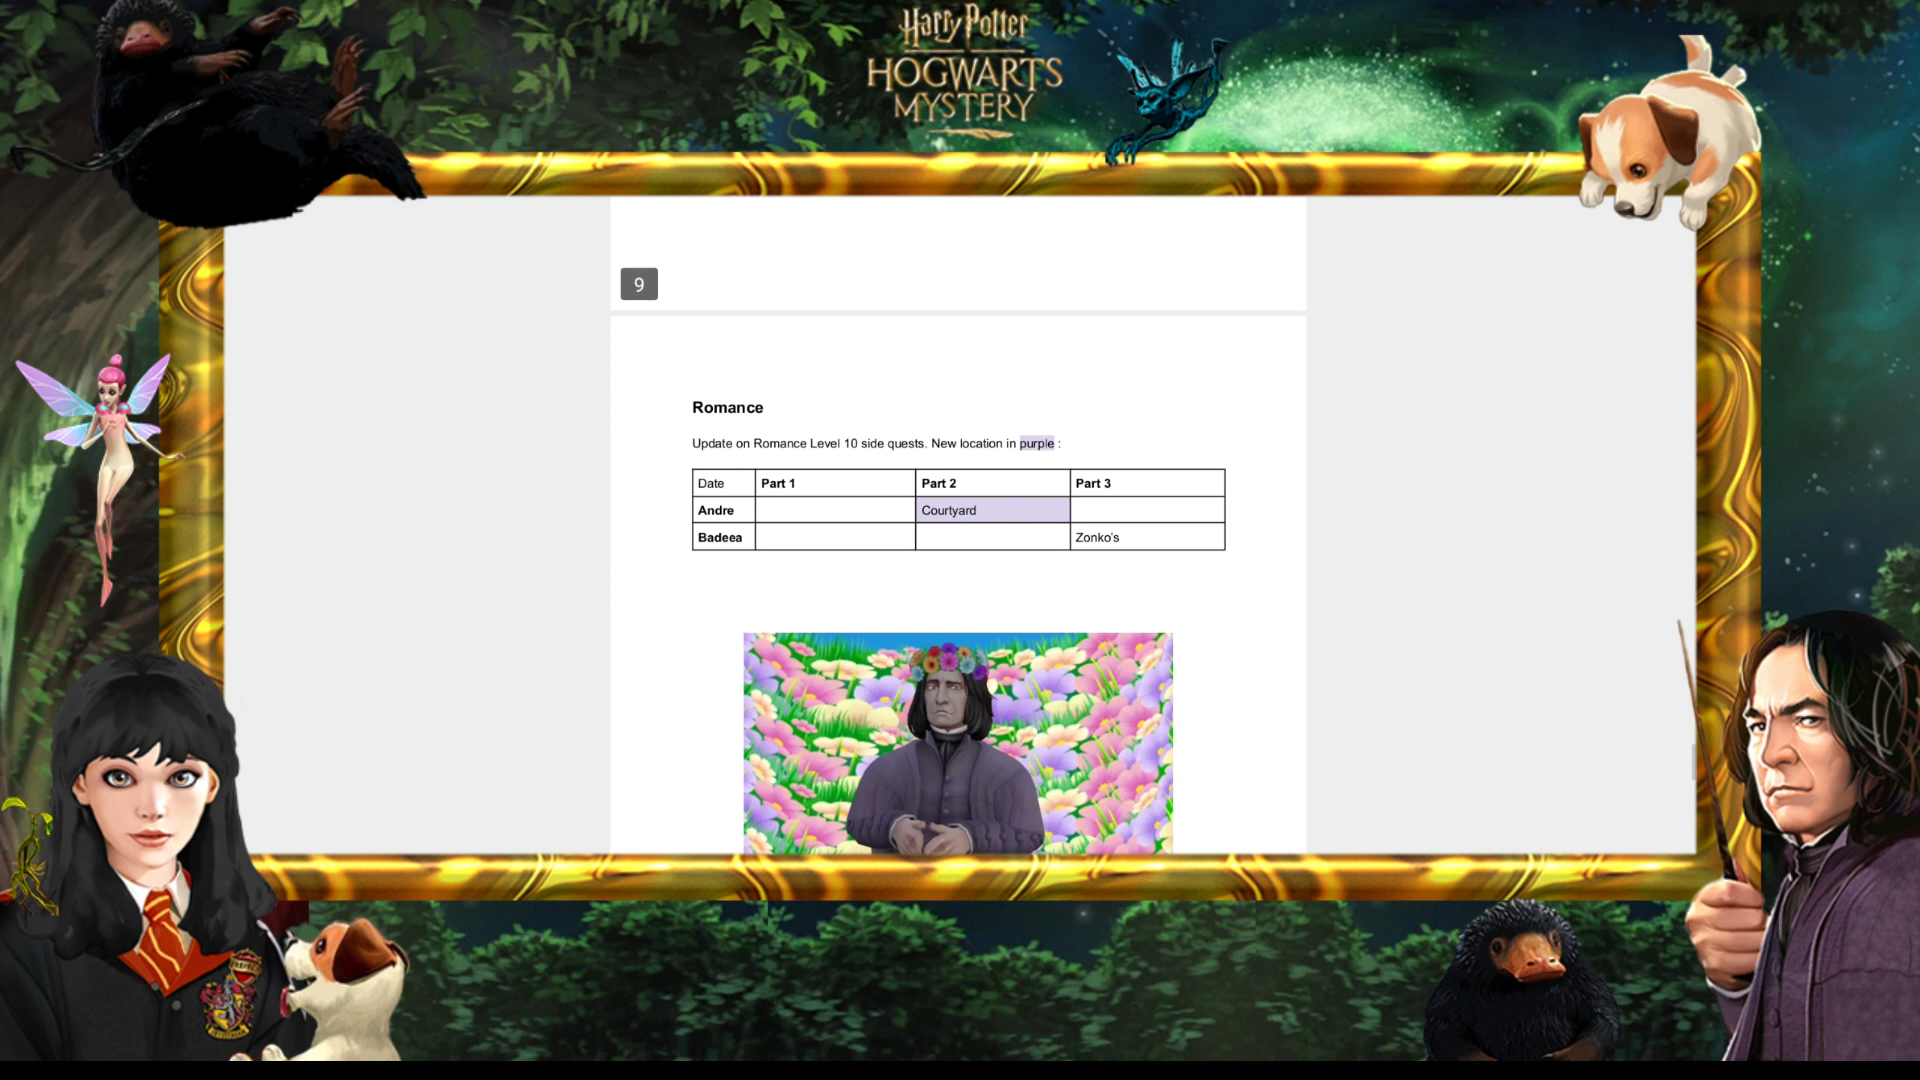 Harry Potter
HOGWARTS
MYSTERY
9
Romance
Update on Romance Level 10 side quests. New location in purple :
Date Part 1 Part 2 Part 3
Andre Courtyard
Badeea Zonko's
PREFECT